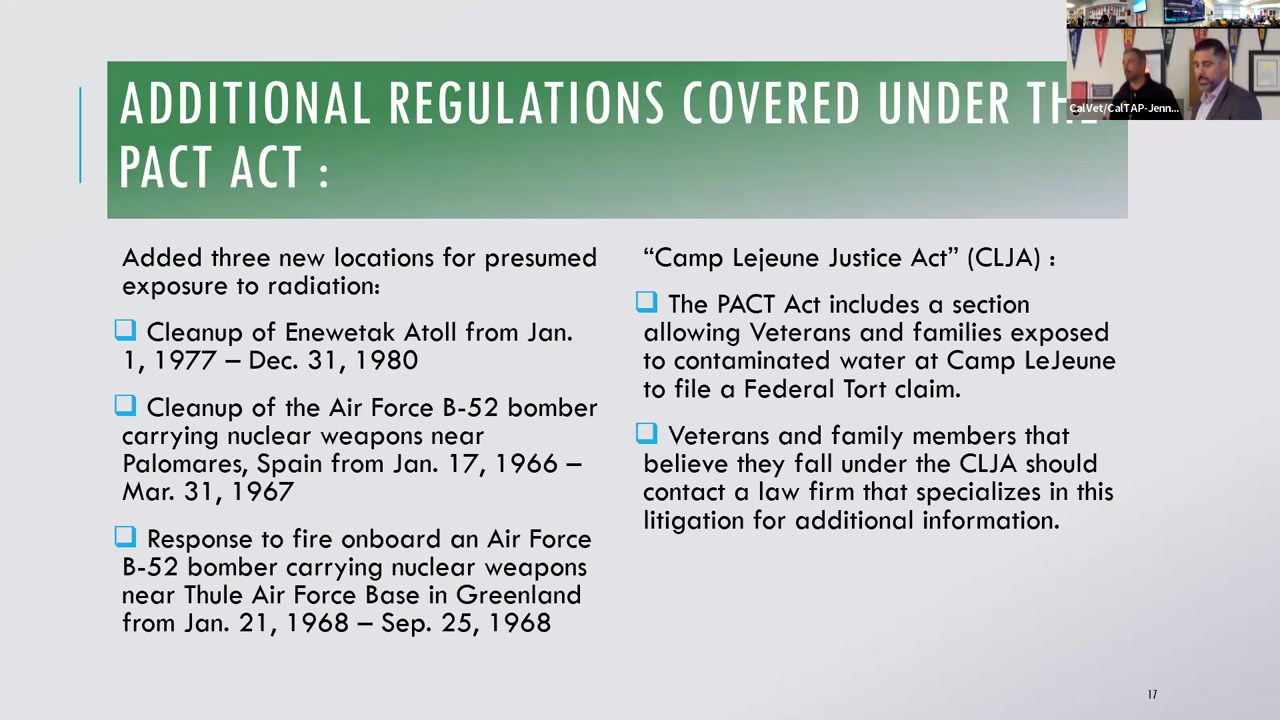 ADDITIONAL REGULATIONS COVERED UNDER THE
PACT ACT :
CalVet/CalTAP-Jenn...
Added three new locations for presumed
exposure to radiation:
Cleanup of Enewetak Atoll from Jan.
1, 1977 – Dec. 31, 1980
Cleanup of the Air Force B-52 bomber
carrying nuclear weapons near
Palomares, Spain from Jan. 17, 1966 –
Mar. 31, 1967
Response to fire onboard an Air Force
B-52 bomber carrying nuclear weapons
near Thule Air Force Base in Greenland
from Jan. 21, 1968 – Sep. 25, 1968
“Camp Lejeune Justice Act” (CLJA) :
The PACT Act includes a section
allowing Veterans and families exposed
to contaminated water at Camp LeJeune
to file a Federal Tort claim.
Veterans and family members that
believe they fall under the CLJA should
contact a law firm that specializes in this
litigation for additional information.
17